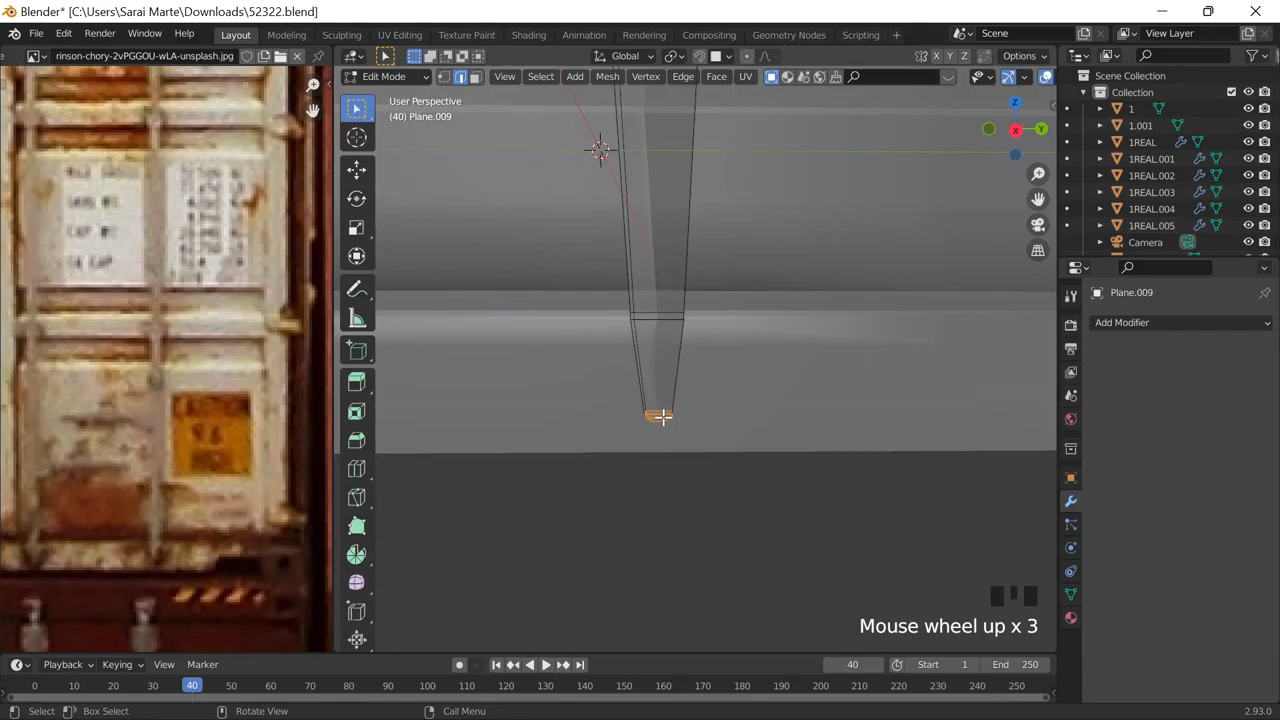 Blender* [C:\Users\Sarai Marte\Downloads\52322.blend]
File Edit Render Window Help Layout Modeling Sculpting UV Editing Texture Paint Shading Animation Rendering Compositing Geometry Nodes Scripting Scene View Layer
rinson-chory-2vPGGOU-wLA-unsplash.jpg Global X Y Z Options
Edit Mode View Select Add Mesh Vertex Edge Face UV
Scene Collection
Collection
1
1.001
1REAL
1REAL.001
1REAL.002
1REAL.003
1REAL.004
1REAL.005
Camera
User Perspective
(40) Plane.009
Z
X
Y
Plane.009
Add Modifier
Mouse wheel up x 3
Playback Keying View Marker 40 Start 1 End 250
0 10 20 30 40 50 60 70 80 90 100 110 120 130 140 150 160 170 180 190 200 210 220 230 240 250
Select Box Select Rotate View Call Menu 2.93.0